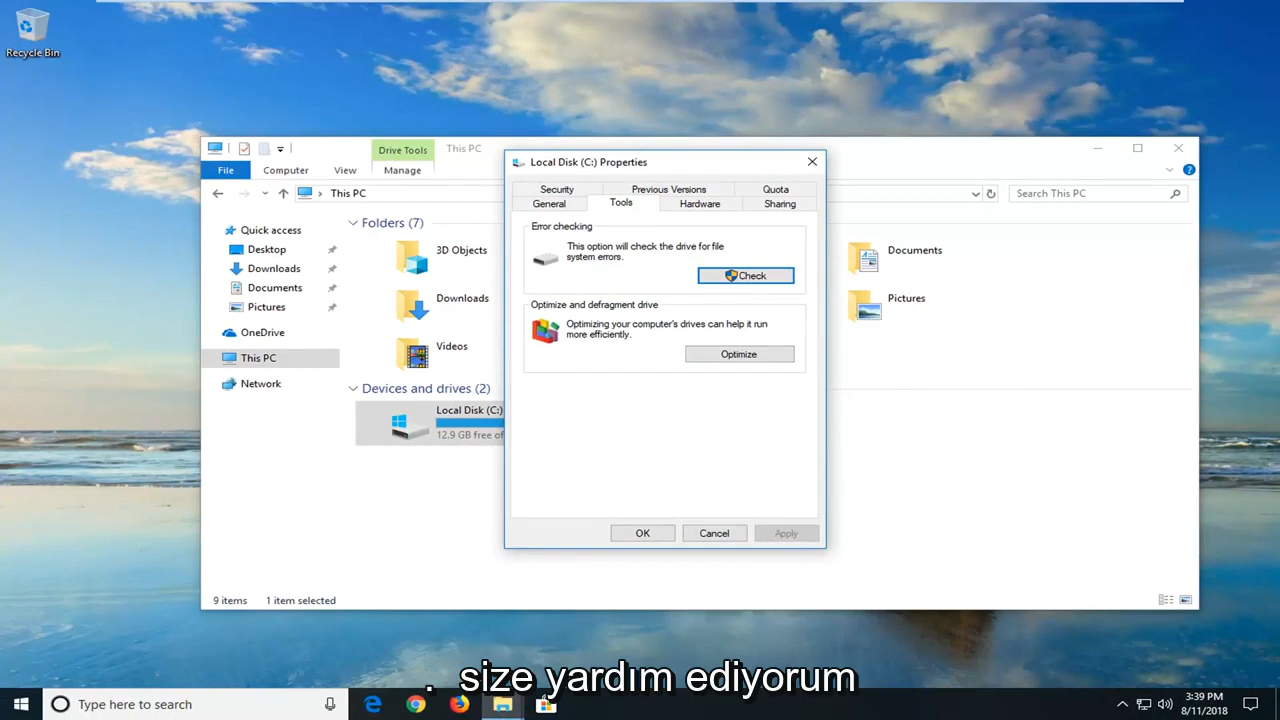 Recycle Bin
Drive Tools
This PC
File
Computer
View
Manage
This PC
Search This PC
Quick access
Desktop
Downloads
Documents
Pictures
OneDrive
This PC
Network
Folders (7)
3D Objects
Downloads
Videos
Documents
Pictures
Devices and drives (2)
Local Disk (C:)
12.9 GB free of
9 items
1 item selected
Local Disk (C:) Properties
Security
Previous Versions
Quota
General
Tools
Hardware
Sharing
Error checking
This option will check the drive for file
system errors.
Check
Optimize and defragment drive
Optimizing your computer's drives can help it run
more efficiently.
Optimize
OK
Cancel
Apply
. size yardım ediyorum
Type here to search
3:39 PM
8/11/2018